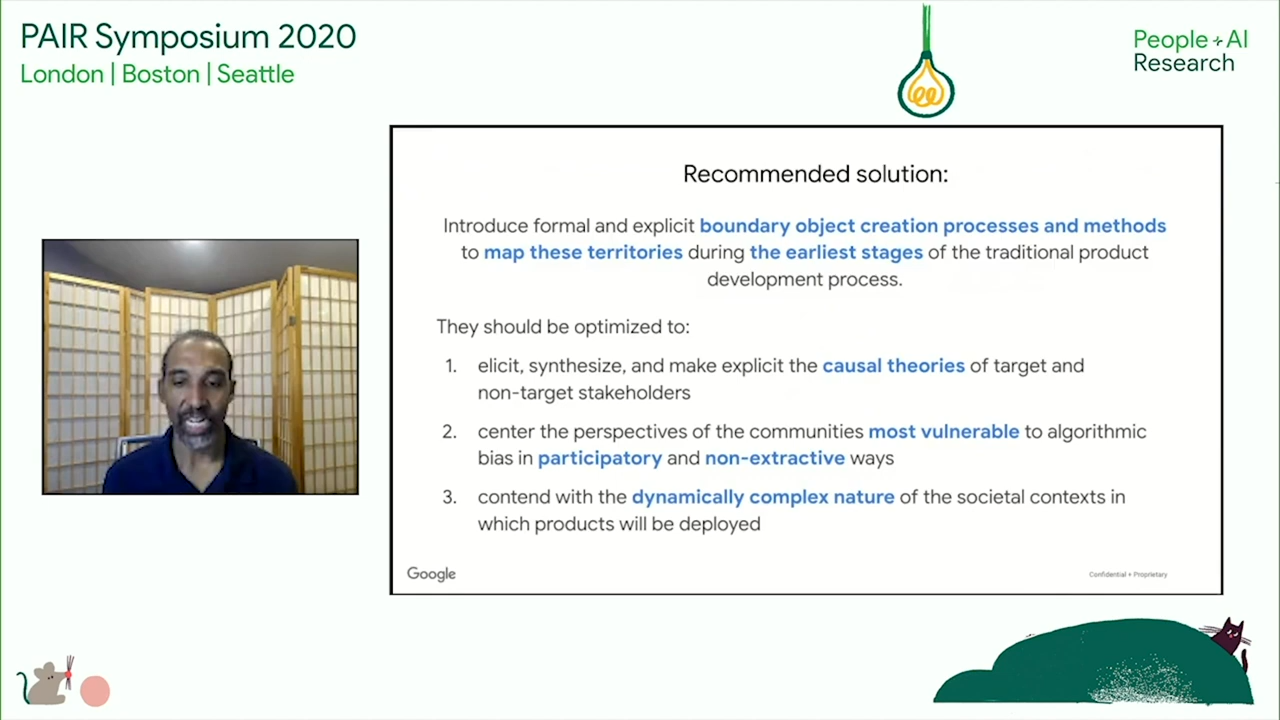 PAIR Symposium 2020
London | Boston | Seattle
People + AI
Research
Recommended solution:
Introduce formal and explicit boundary object creation processes and methods
to map these territories during the earliest stages of the traditional product
development process.
They should be optimized to:
1. elicit, synthesize, and make explicit the causal theories of target and
non-target stakeholders
2. center the perspectives of the communities most vulnerable to algorithmic
bias in participatory and non-extractive ways
3. contend with the dynamically complex nature of the societal contexts in
which products will be deployed
Google
Confidential + Proprietary